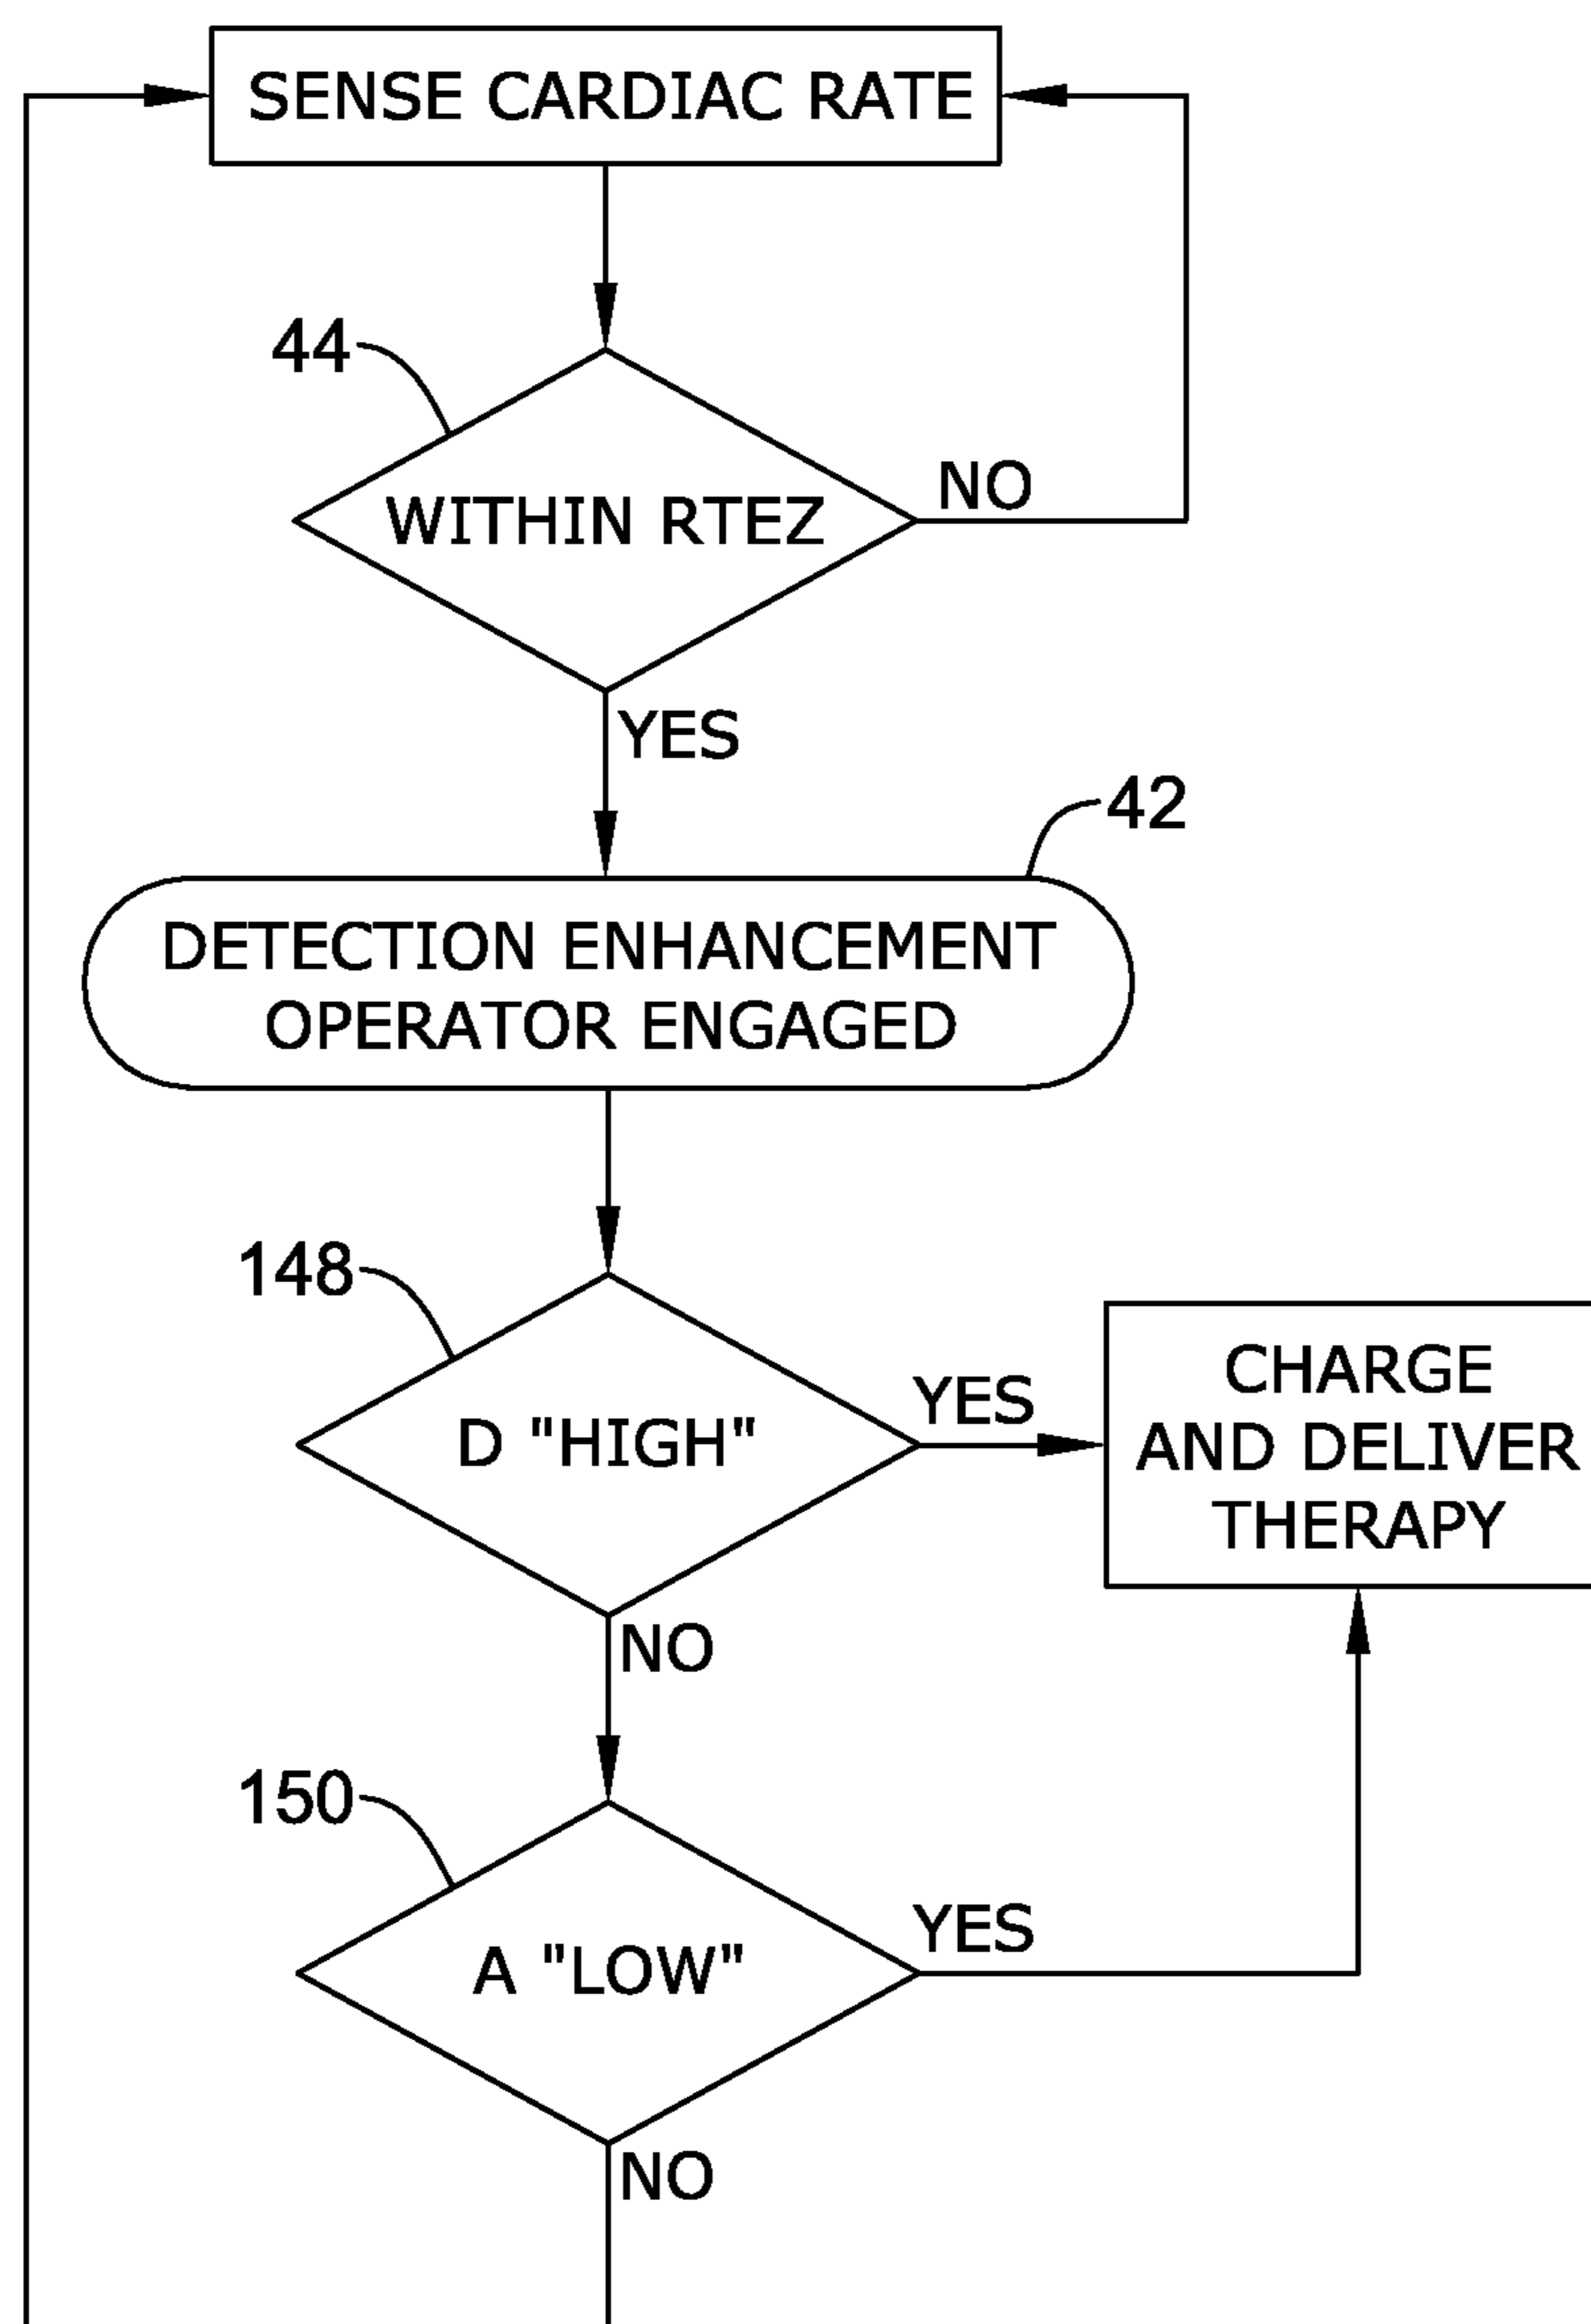 SENSE CARDIAC RATE
44
WITHIN RTEZ
NO
YES
42
DETECTION ENHANCEMENT
OPERATOR ENGAGED
148
D "HIGH"
YES
CHARGE
AND DELIVER
THERAPY
NO
150
A "LOW"
YES
NO